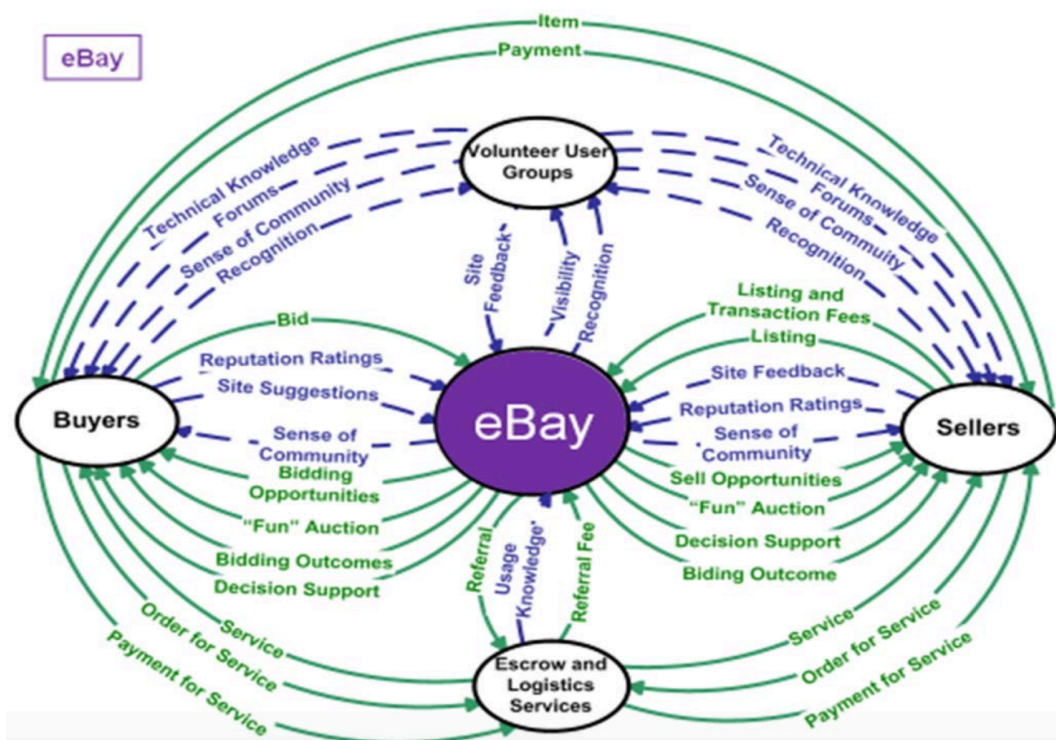 eBay
Item
Payment
Volunteer User
Groups
Technical Knowledge
Forums
Sense of Community
Recognition
Technical Knowledge
Forums
Sense of Commuity
Recognition
Site
Feedback*
Visibility
Recognition
Bid
Reputation Ratings
Site Suggestions
Sense of
Community
Bidding
Opportunities
"Fun" Auction
Bidding Outcomes
Decision Support
Buyers
eBay
Sellers
Listing and
Transaction Fees
Listing
Site Feedback
Reputation Ratings
Sense of
Community
Sell Opportunities
"Fun" Auction
Decision Support
Biding Outcome
Referral
Usage
Knowledge*
Referral Fee
Service
Order for Service
Payment for Service
Escrow and
Logistics
Services
Service
Order for Service
Payment for Service